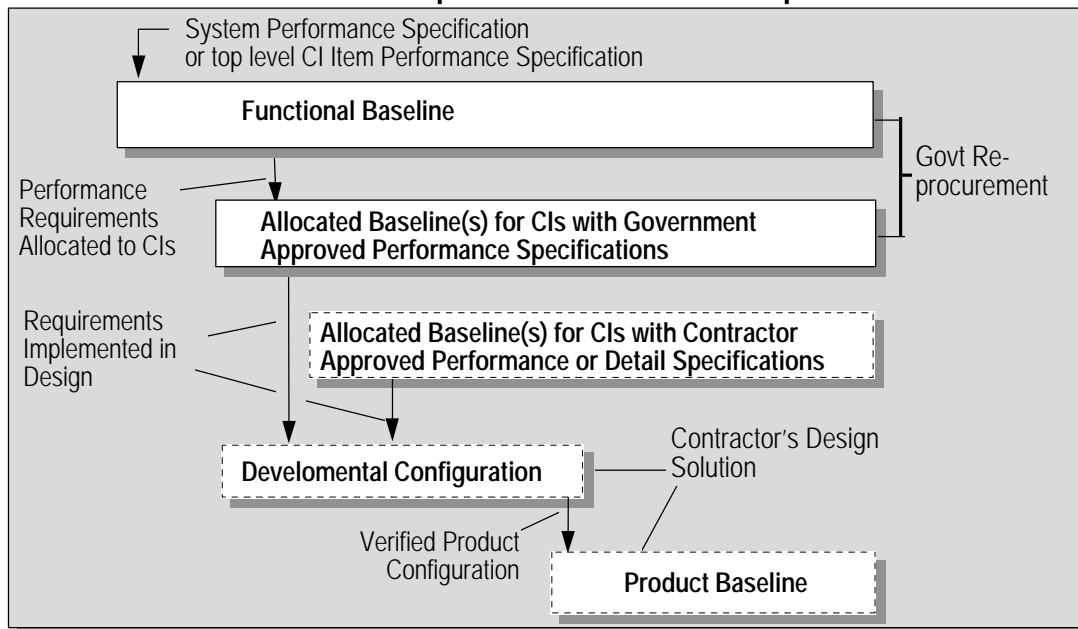 System Performance Specification
or top level CI Item Performance Specification
Functional Baseline
Govt Re-
procurement
Performance
Requirements
Allocated to CIs
Allocated Baseline(s) for CIs with Government
Approved Performance Specifications
Requirements
Implemented in
Design
Allocated Baseline(s) for CIs with Contractor
Approved Performance or Detail Specifications
Contractor's Design
Solution
Develomental Configuration
Verified Product
Configuration
Product Baseline